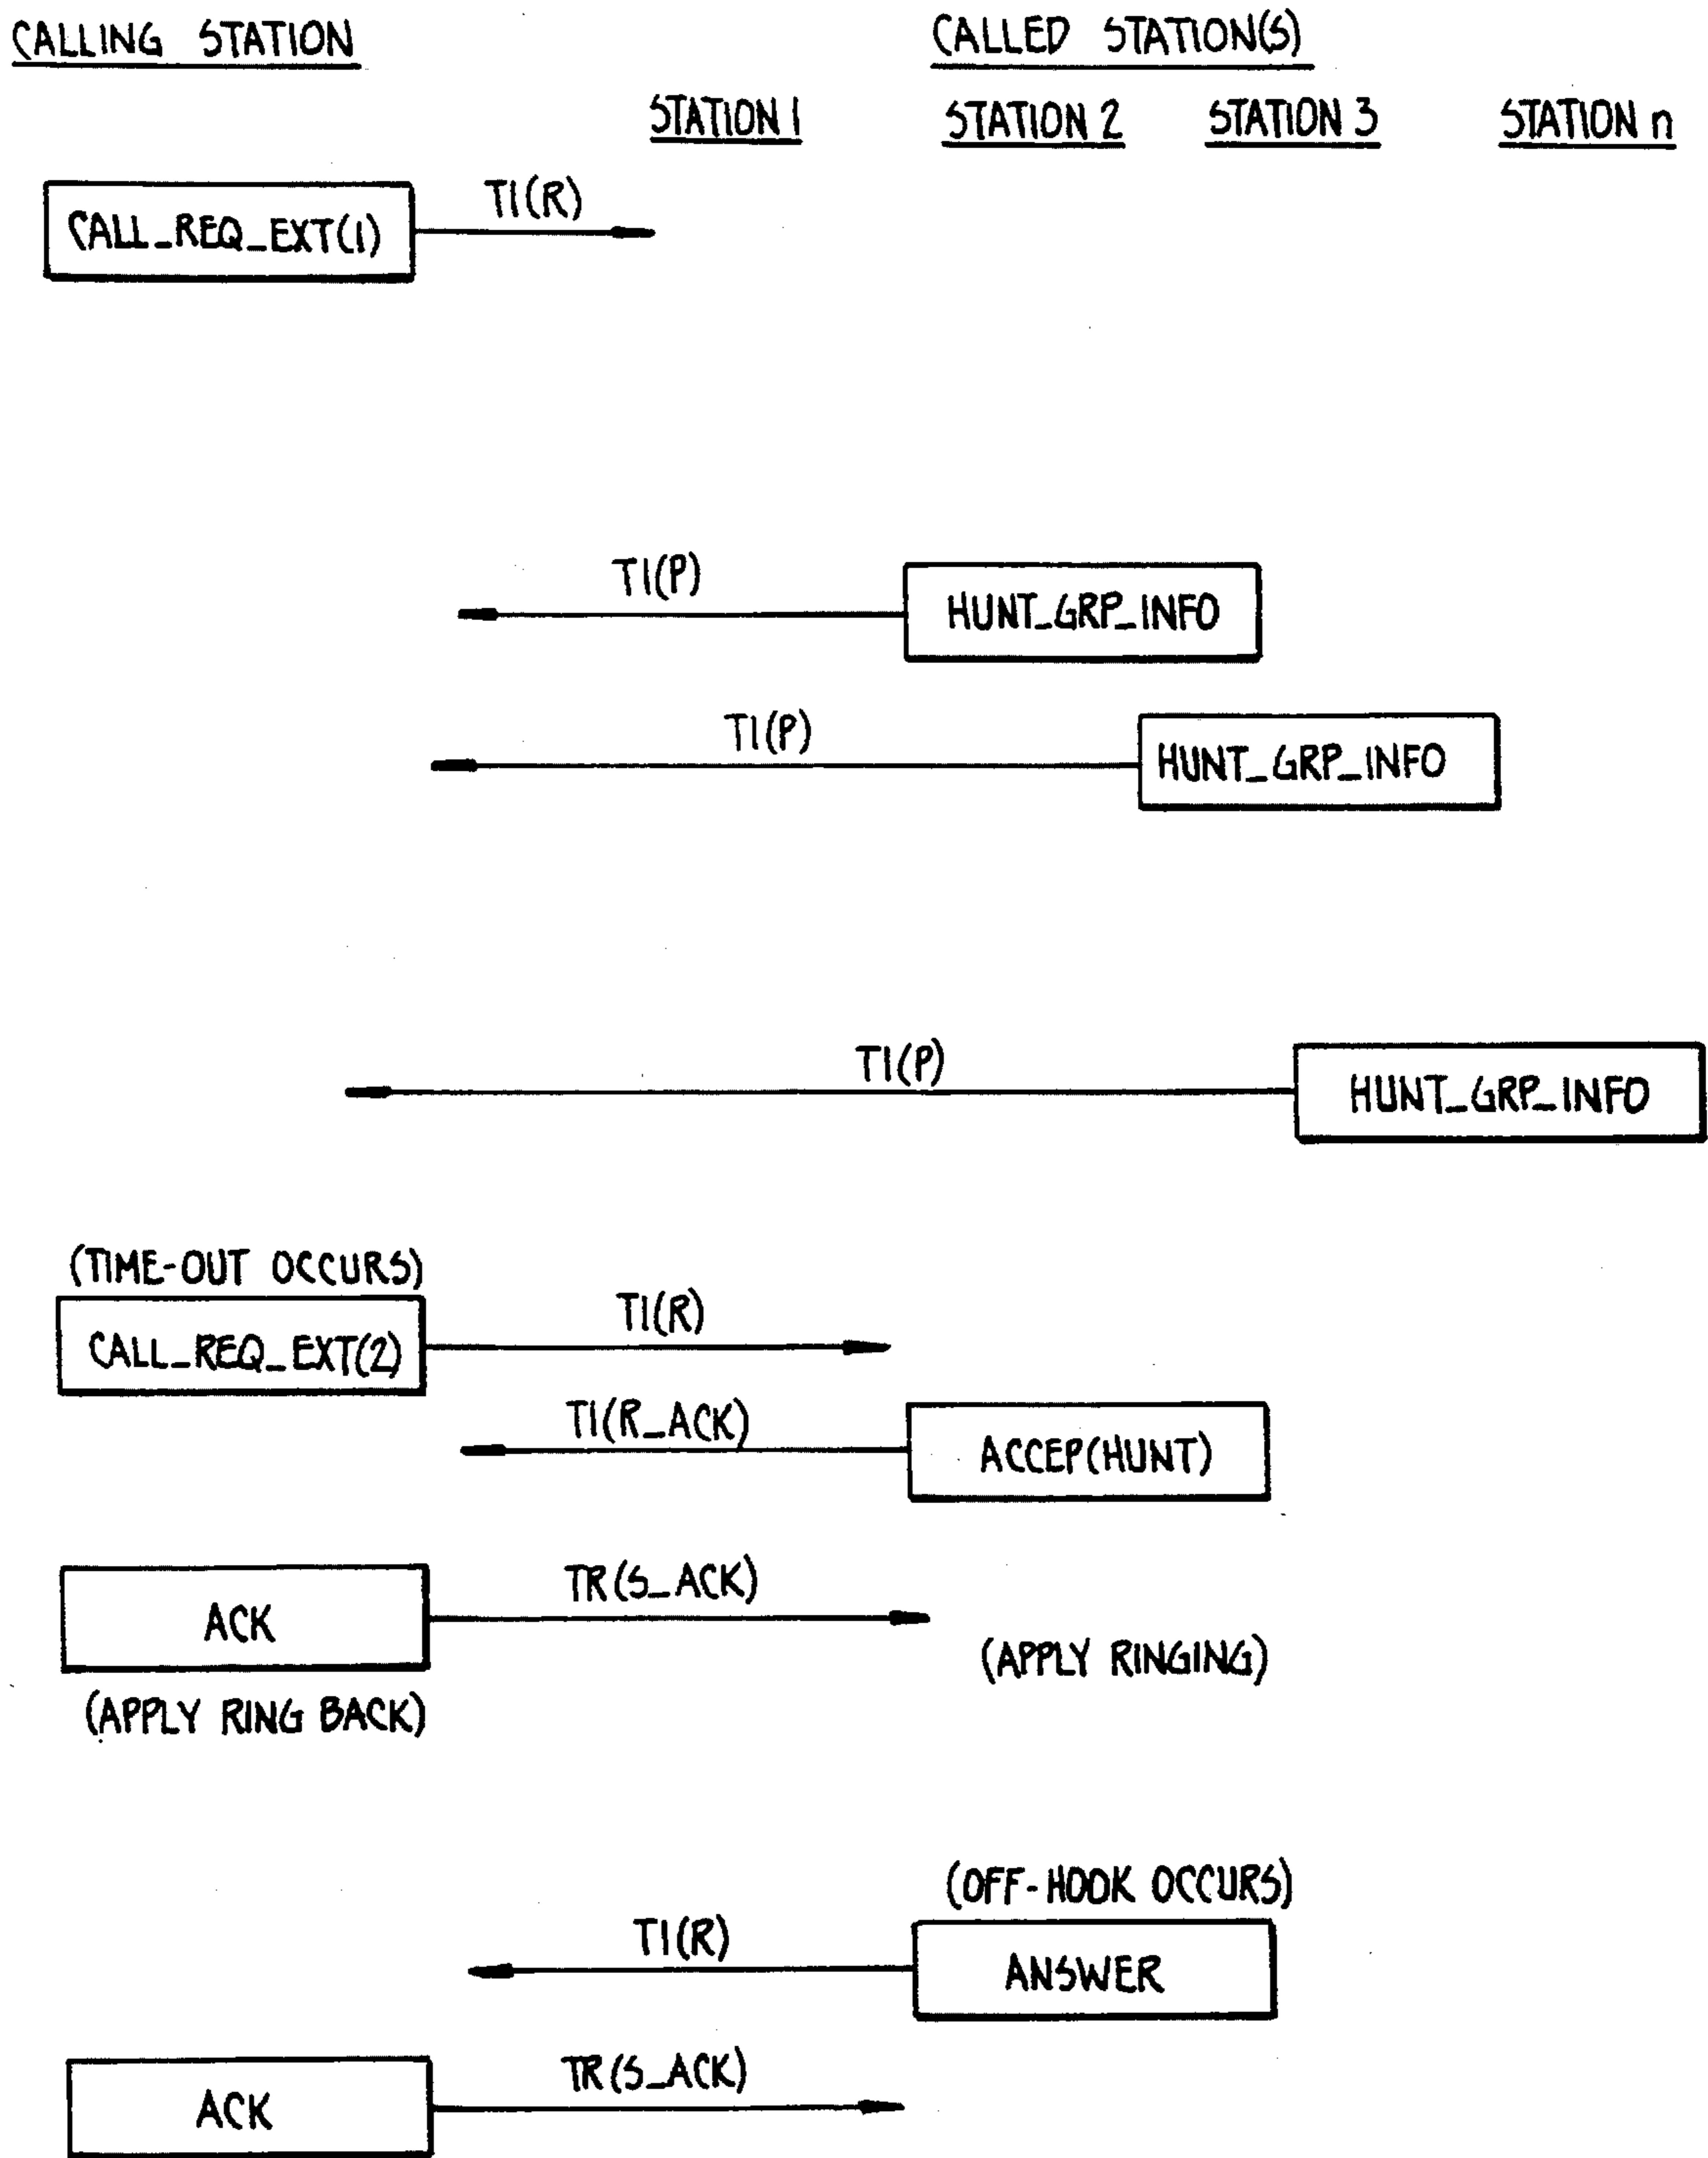 CALLING STATION
CALLED STATION(S)
STATION 1
STATION 2
STATION 3
STATION n
CALL_REQ_EXT(1)
T1(R)
T1(P)
HUNT_GRP_INFO
T1(P)
HUNT_GRP_INFO
T1(P)
HUNT_GRP_INFO
(TIME-OUT OCCURS)
CALL_REQ_EXT(2)
T1(R)
T1(R_ACK)
ACCEP(HUNT)
ACK
TR(S_ACK)
(APPLY RINGING)
(APPLY RING BACK)
(OFF-HOOK OCCURS)
T1(R)
ANSWER
ACK
TR(S_ACK)